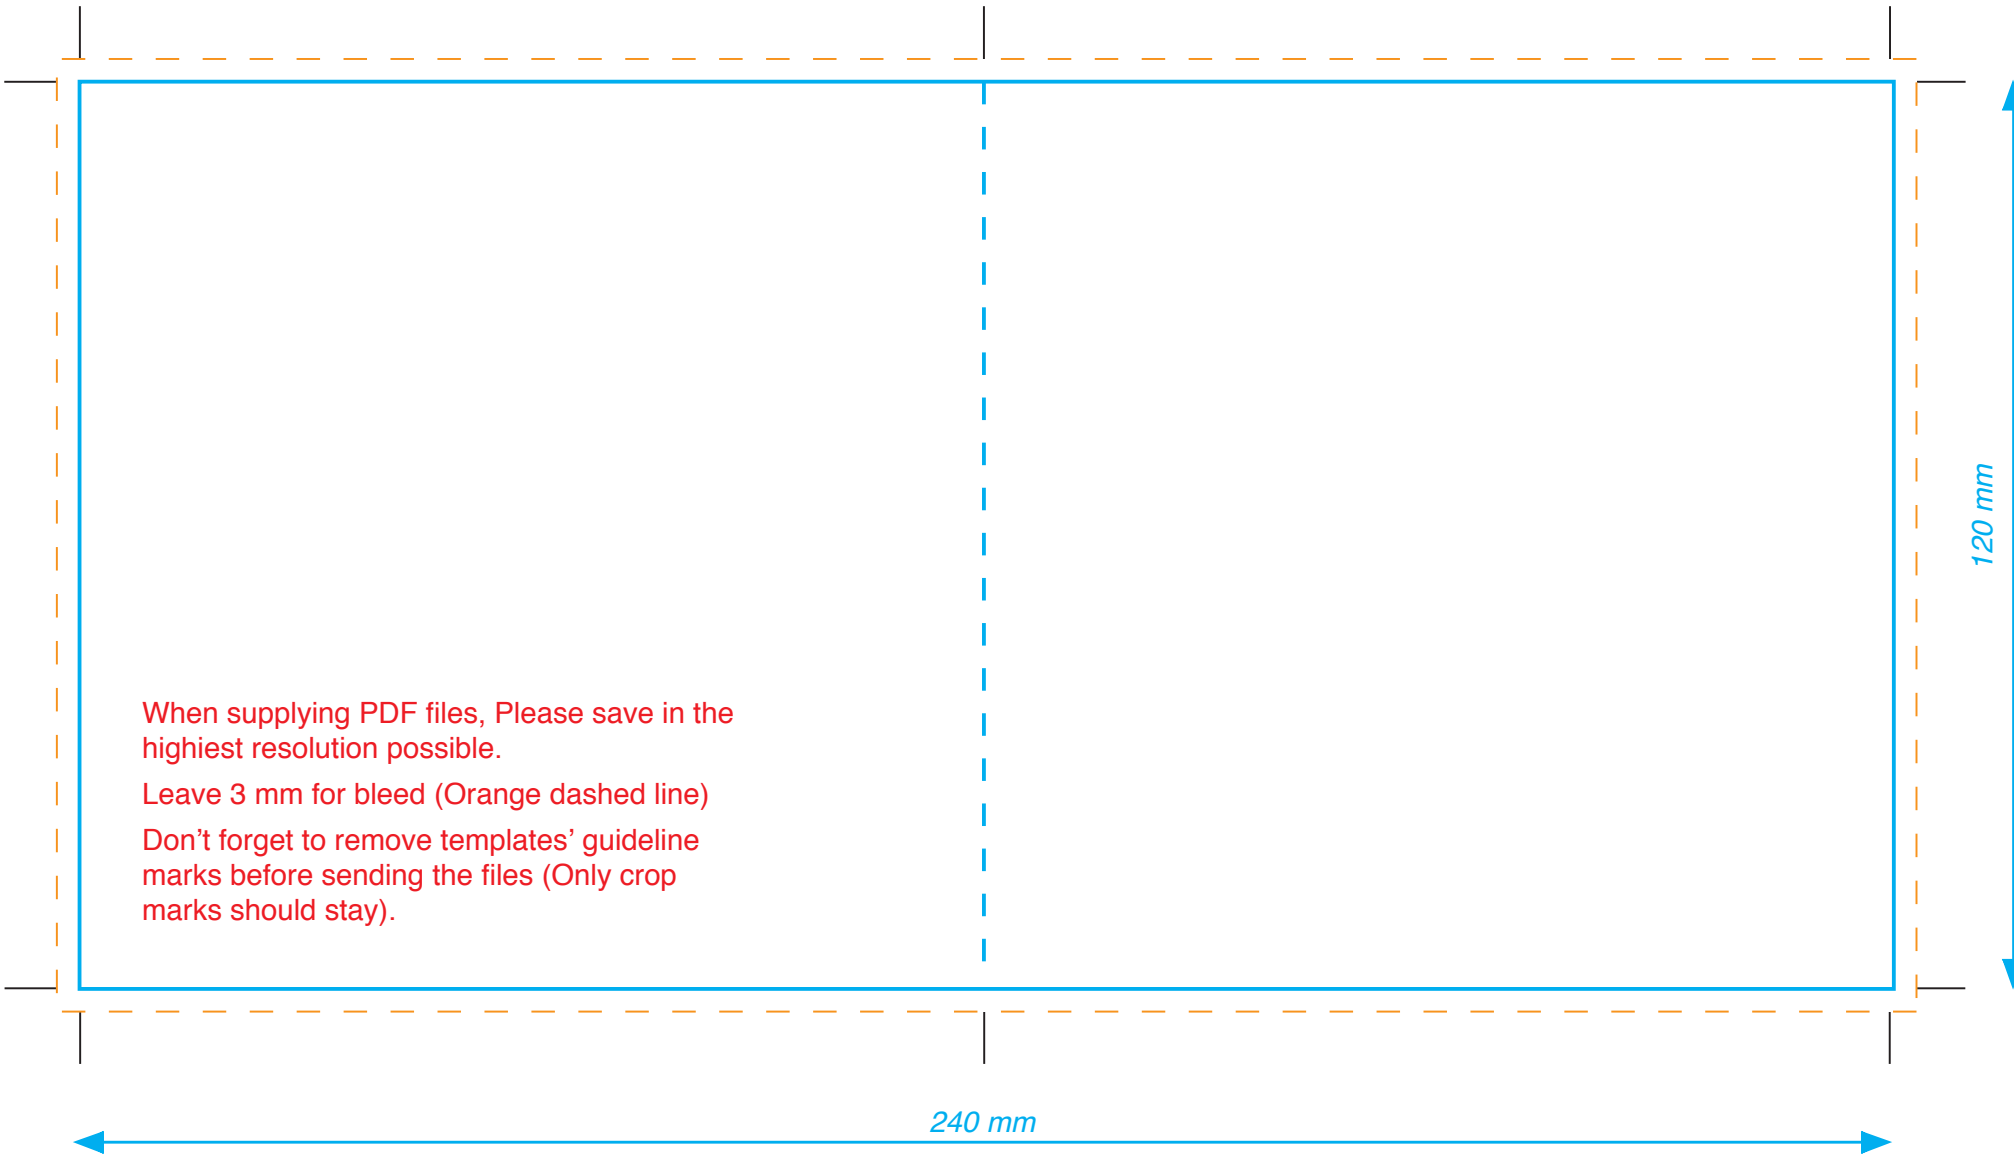 When supplying PDF files, Please save in the
highiest resolution possible.
Leave 3 mm for bleed (Orange dashed line)
Don’t forget to remove templates’ guideline
marks before sending the files (Only crop
marks should stay).
120 mm
240 mm